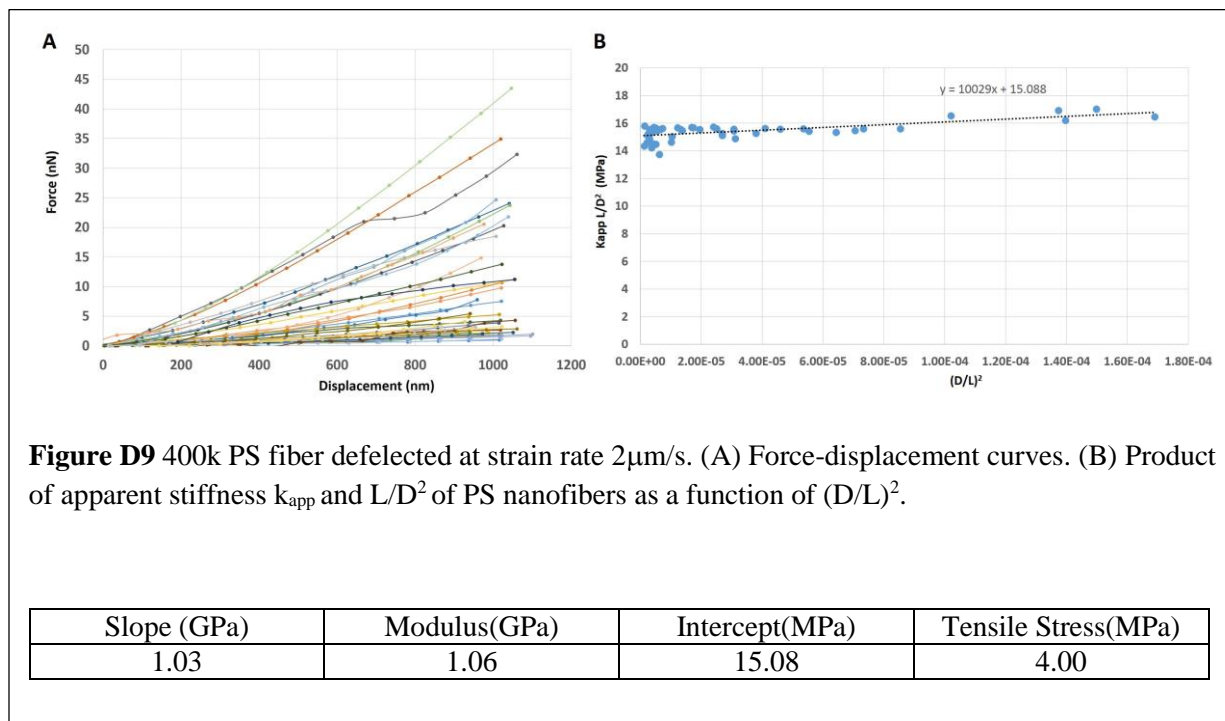 A
B
50
45
40
35
30
25
20
15
10
5
0
Force (nN)
0 200 400 600 800 1000 1200
Displacement (nm)
20
18
16
14
12
10
8
6
4
2
0
Kapp L/D² (MPa)
y = 10029x + 15.088
0.00E+00 2.00E-05 4.00E-05 6.00E-05 8.00E-05 1.00E-04 1.20E-04 1.40E-04 1.60E-04 1.80E-04
(D/L)²
Figure D9 400k PS fiber defelected at strain rate 2μm/s. (A) Force-displacement curves. (B) Product
of apparent stiffness kapp and L/D² of PS nanofibers as a function of (D/L)².
Slope (GPa) Modulus(GPa) Intercept(MPa) Tensile Stress(MPa)
1.03 1.06 15.08 4.00